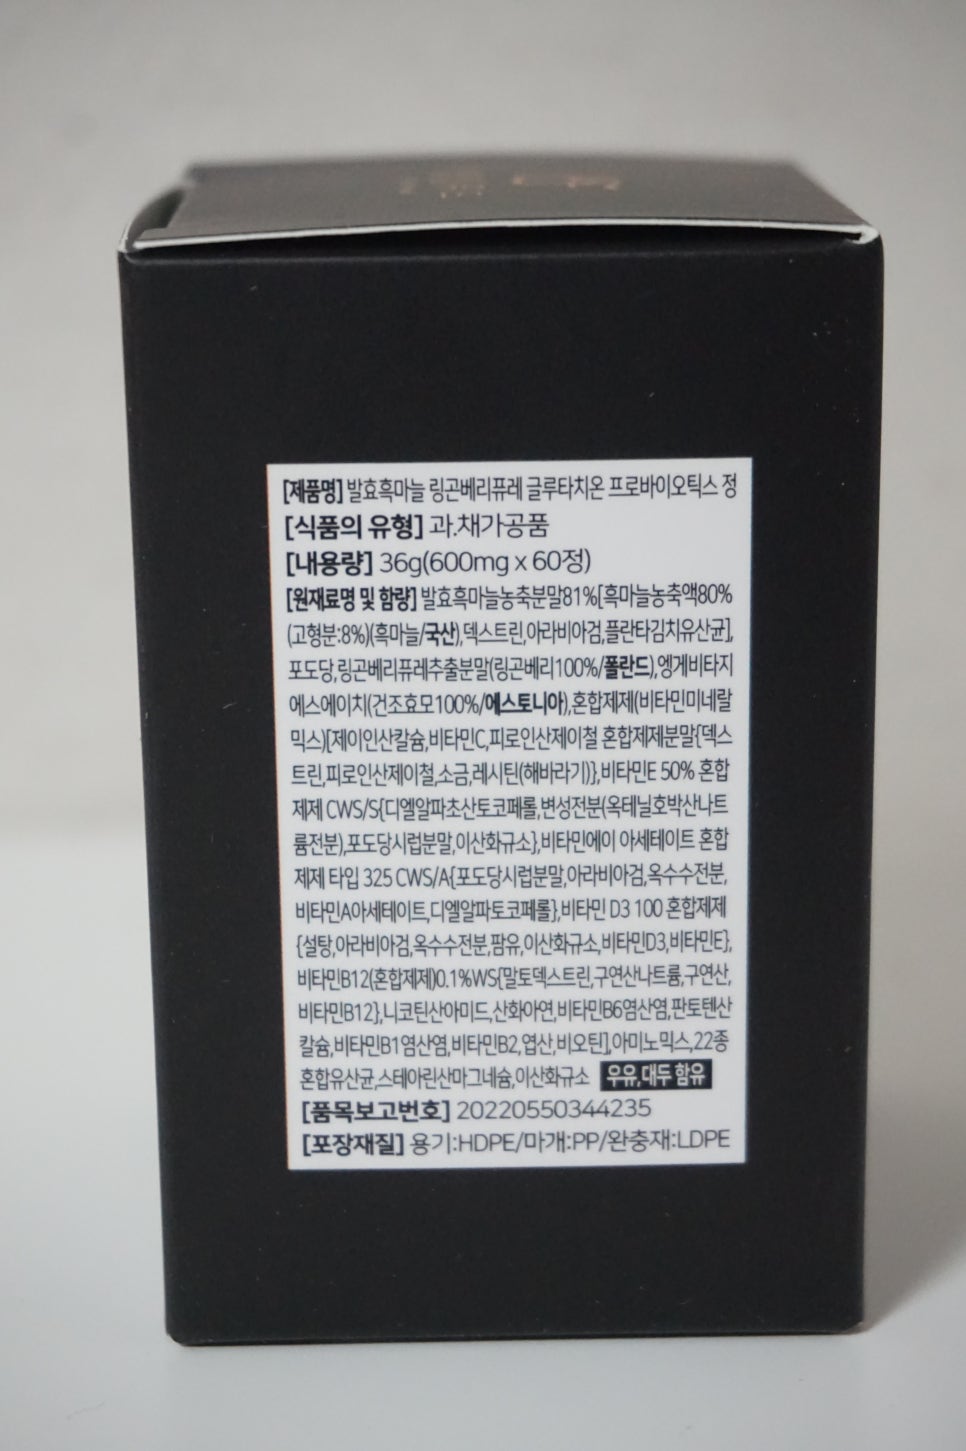 [제품명] 발효흑마늘 링곤베리퓨레 글루타치온 프로바이오틱스 정
[식품의 유형] 과.채가공품
[내용량] 36g(600mg x 60정)
[원재료명 및 함량] 발효흑마늘농축분말81%[흑마늘농축액80%
(고형분:8%)(흑마늘/국산),덱스트린,아라비아검,플란타김치유산균],
포도당,링곤베리퓨레추출분말(링곤베리100%/폴란드),엥게비타지
에스에이치(건조효모100%/에스토니아),혼합제제(비타민미네랄
믹스)[제이인산칼슘,비타민C,피로인산제이철 혼합제제분말{덱스
트린,피로인산제이철,소금,레시틴(해바라기)},비타민E 50% 혼합
제제 CWS/S{디엘알파초산토코페롤,변성전분(옥테닐호박산나트
륨전분),포도당시럽분말,이산화규소},비타민에이 아세테이트 혼합
제제 타입 325 CWS/A{포도당시럽분말,아라비아검,옥수수전분,
비타민A아세테이트,디엘알파토코페롤},비타민 D3 100 혼합제제
{설탕,아라비아검,옥수수전분,팜유,이산화규소,비타민D3,비타민E},
비타민B12(혼합제제)0.1%WS{말토덱스트린,구연산나트륨,구연산,
비타민B12},니코틴산아미드,산화아연,비타민B6염산염,판토텐산
칼슘,비타민B1염산염,비타민B2,엽산,비오틴],아미노믹스,22종
혼합유산균,스테아린산마그네슘,이산화규소 우유,대두 함유
[품목보고번호] 20220550344235
[포장재질] 용기:HDPE/마개:PP/완충재:LDPE